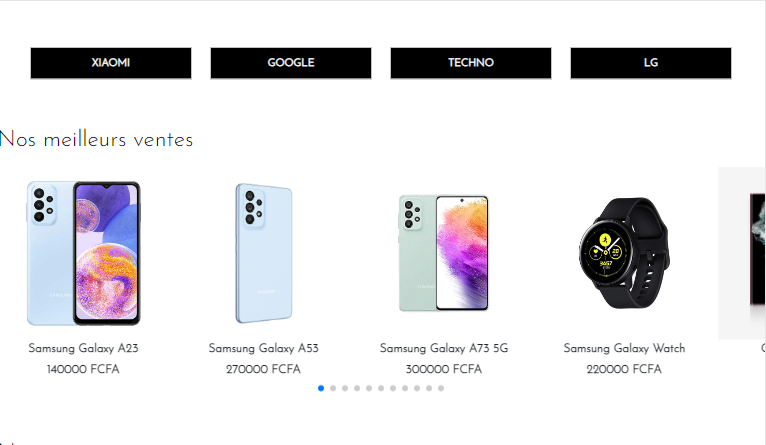 XIAOMI
GOOGLE
TECHNO
LG
Nos meilleurs ventes
Samsung Galaxy A23
140000 FCFA
Samsung Galaxy A53
270000 FCFA
Samsung Galaxy A73 5G
300000 FCFA
Samsung Galaxy Watch
220000 FCFA